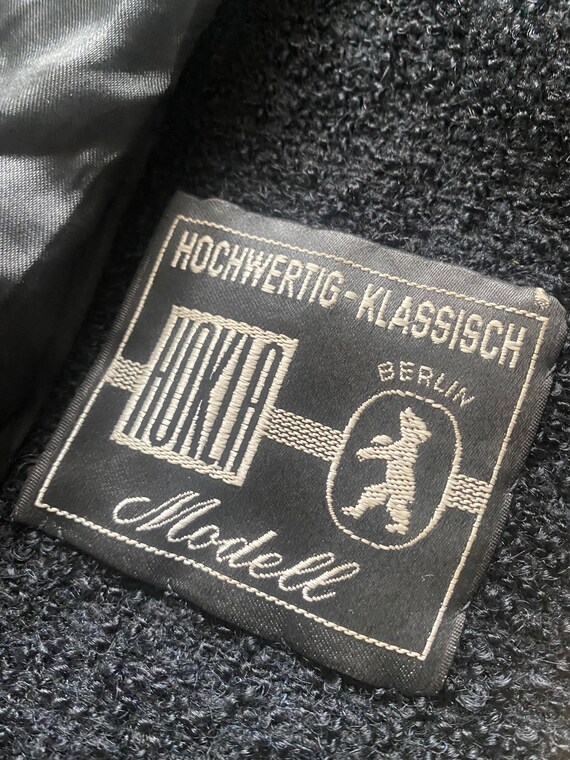 HOCHWERTIG-KLASSISCH
HOKLA
BERLIN
Modell